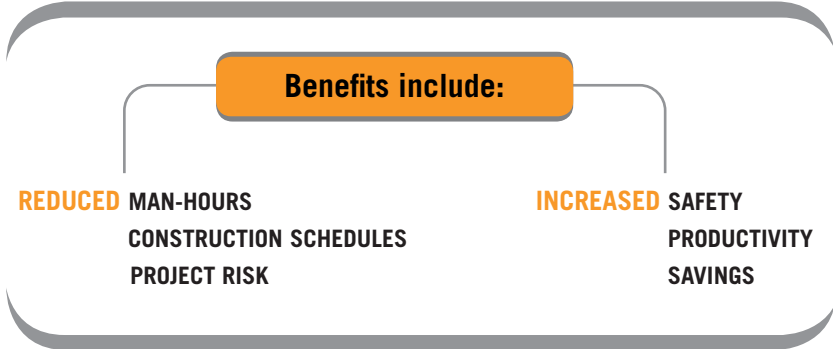 Benefits include:
REDUCED MAN-HOURS
CONSTRUCTION SCHEDULES
PROJECT RISK
INCREASED SAFETY
PRODUCTIVITY
SAVINGS